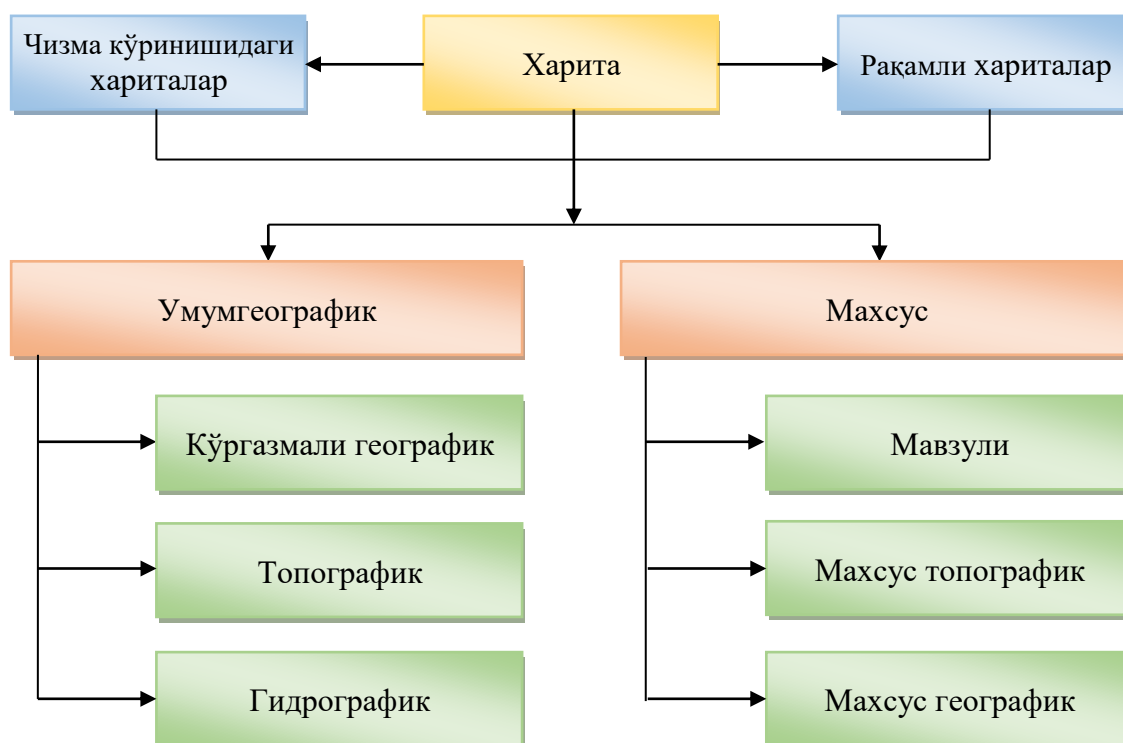 Чизма кўринишидаги
хариталар
Харита
Рақамли хариталар
Умумгеографик
Махсус
Кўргазмали географик
Мавзули
Топографик
Махсус топографик
Гидрографик
Махсус географик